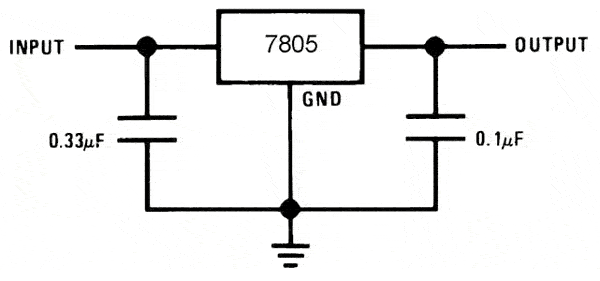 INPUT
7805
OUTPUT
GND
0.33µF
0.1µF